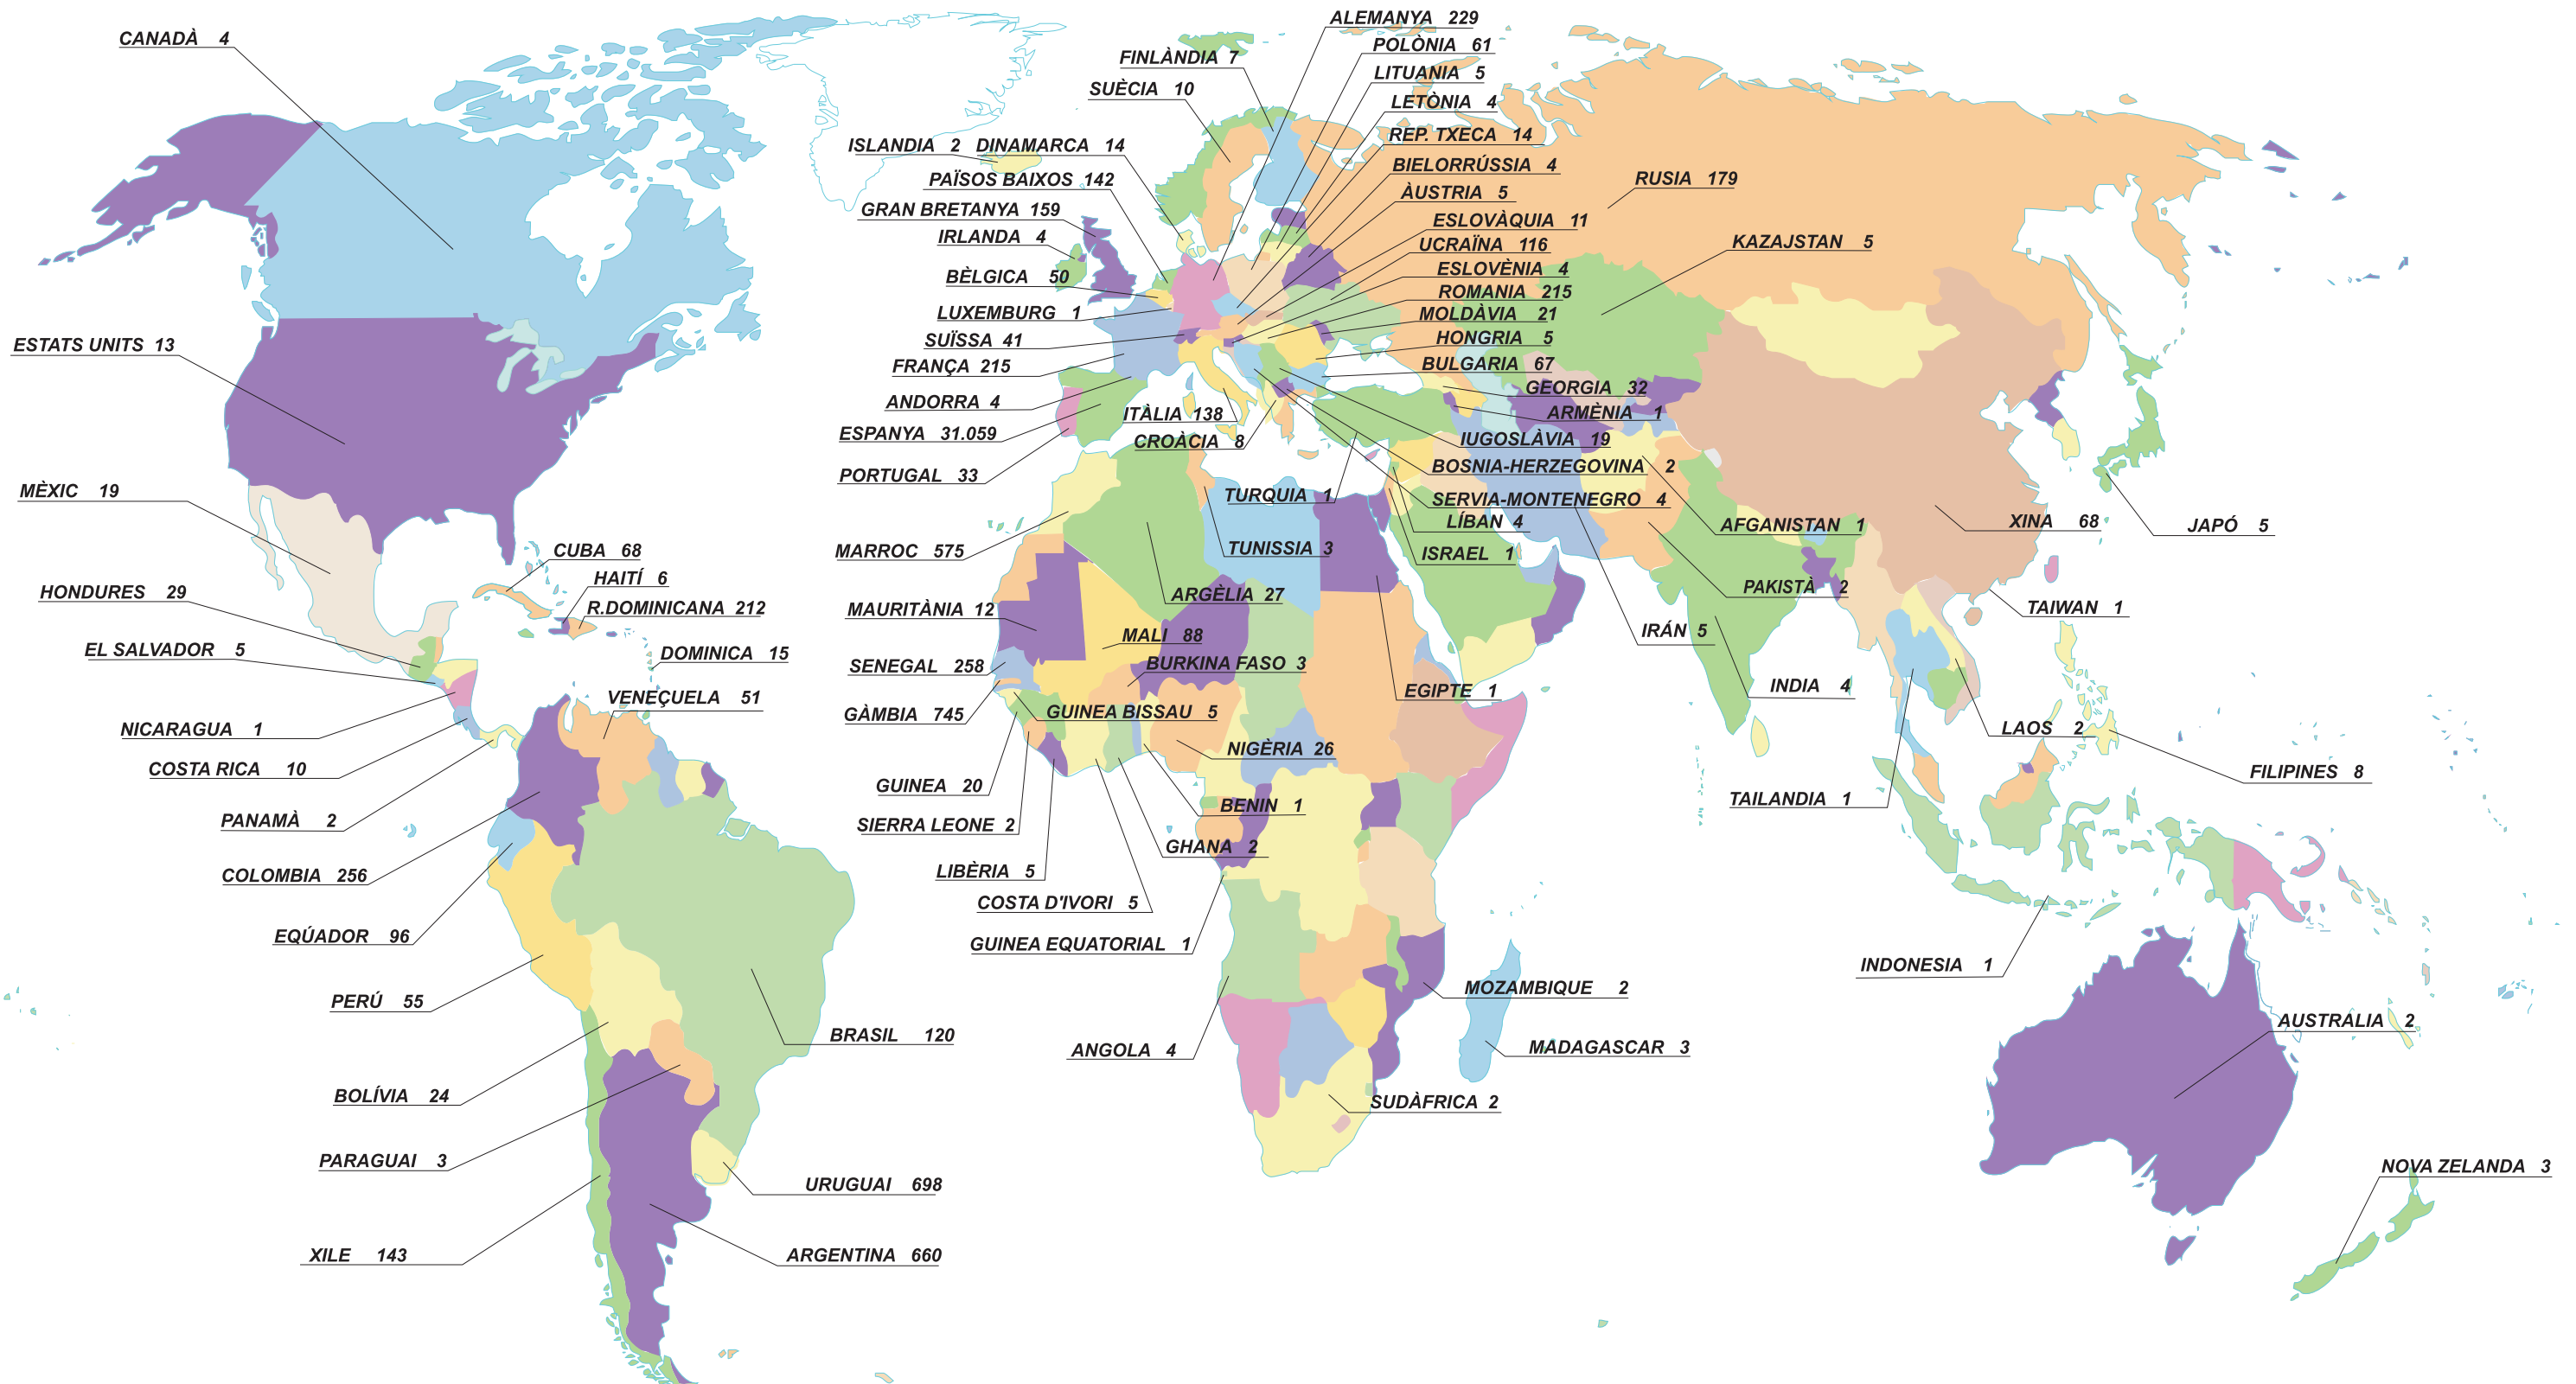 CANADÀ 4
ESTATS UNITS 13
MÈXIC 19
HONDURES 29
EL SALVADOR 5
NICARAGUA 1
COSTA RICA 10
PANAMÀ 2
COLOMBIA 256
EQÚADOR 96
PERÚ 55
BOLÍVIA 24
PARAGUAI 3
XILE 143
CUBA 68
HAITÍ 6
R.DOMINICANA 212
DOMINICA 15
VENEÇUELA 51
BRASIL 120
URUGUAI 698
ARGENTINA 660
ALEMANYA 229
POLÒNIA 61
FINLÀNDIA 7
LITUANIA 5
SUÈCIA 10
LETÒNIA 4
REP. TXECA 14
ISLANDIA 2
DINAMARCA 14
BIELORRÚSSIA 4
PAÏSOS BAIXOS 142
ÀUSTRIA 5
GRAN BRETANYA 159
ESLOVÀQUIA 11
IRLANDA 4
UCRAÏNA 116
BÈLGICA 50
ESLOVÈNIA 4
ROMANIA 215
LUXEMBURG 1
MOLDÀVIA 21
SUÏSSA 41
HONGRIA 5
FRANÇA 215
BULGARIA 67
GEORGIA 32
ANDORRA 4
ITÀLIA 138
ARMÈNIA 1
ESPANYA 31.059
CROÀCIA 8
IUGOSLÀVIA 19
PORTUGAL 33
BOSNIA-HERZEGOVINA 2
TURQUIA 1
SERVIA-MONTENEGRO 4
LÍBAN 4
ISRAEL 1
RUSIA 179
KAZAJSTAN 5
AFGANISTAN 1
XINA 68
JAPÓ 5
PAKISTÀ 2
TAIWAN 1
IRÁN 5
INDIA 4
LAOS 2
FILIPINES 8
TAILANDIA 1
INDONESIA 1
MARROC 575
TUNISSIA 3
ARGÈLIA 27
MAURITÀNIA 12
MALI 88
SENEGAL 258
BURKINA FASO 3
EGIPTE 1
GÀMBIA 745
GUINEA BISSAU 5
NIGÈRIA 26
GUINEA 20
BENIN 1
SIERRA LEONE 2
GHANA 2
LIBÈRIA 5
COSTA D'IVORI 5
GUINEA EQUATORIAL 1
ANGOLA 4
MOZAMBIQUE 2
MADAGASCAR 3
SUDÀFRICA 2
AUSTRALIA 2
NOVA ZELANDA 3